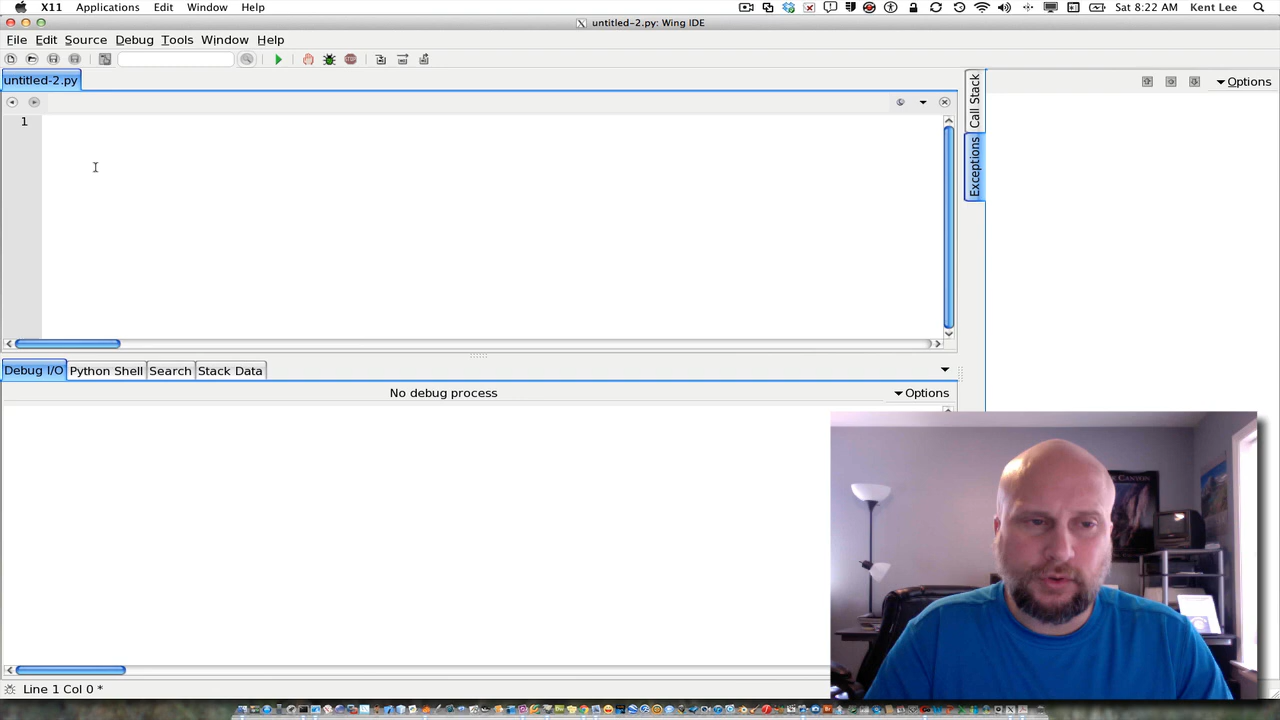 X11 Applications Edit Window Help Sat 8:22 AM Kent Lee
untitled-2.py: Wing IDE
File Edit Source Debug Tools Window Help
untitled-2.py
Options
Call Stack
Exceptions
1
Debug I/O Python Shell Search Stack Data
No debug process
Options
CANYON
Line 1 Col 0 *